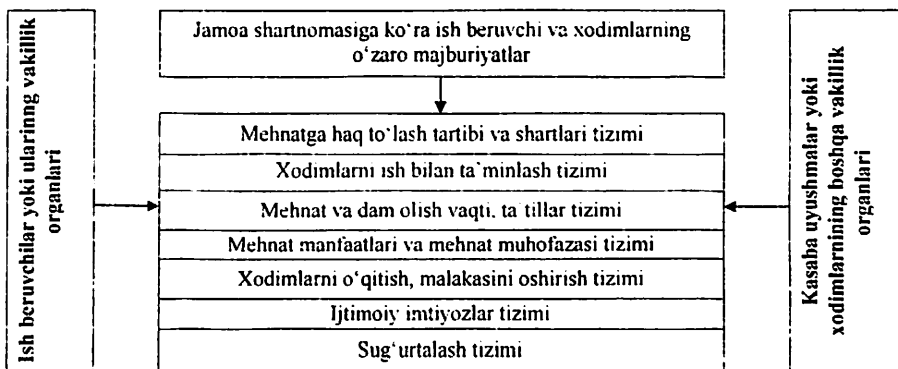 Jamoa shartnomasiga ko‘ra ish beruvchi va xodimlarning
o‘zaro majburiyatlar
Ish beruvchilar yoki ularinng vakillik
organlari
Mehnatga haq to‘lash tartibi va shartlari tizimi
Xodimlarni ish bilan ta`minlash tizimi
Mehnat va dam olish vaqti, ta`tillar tizimi
Mehnat manfaatlari va mehnat muhofazasi tizimi
Xodimlarni o‘qitish, malakasini oshirish tizimi
Ijtimoiy imtiyozlar tizimi
Sug‘urtalash tizimi
Kasaba uyushmalar yoki
xodimlarnining boshqa vakillik
organlari